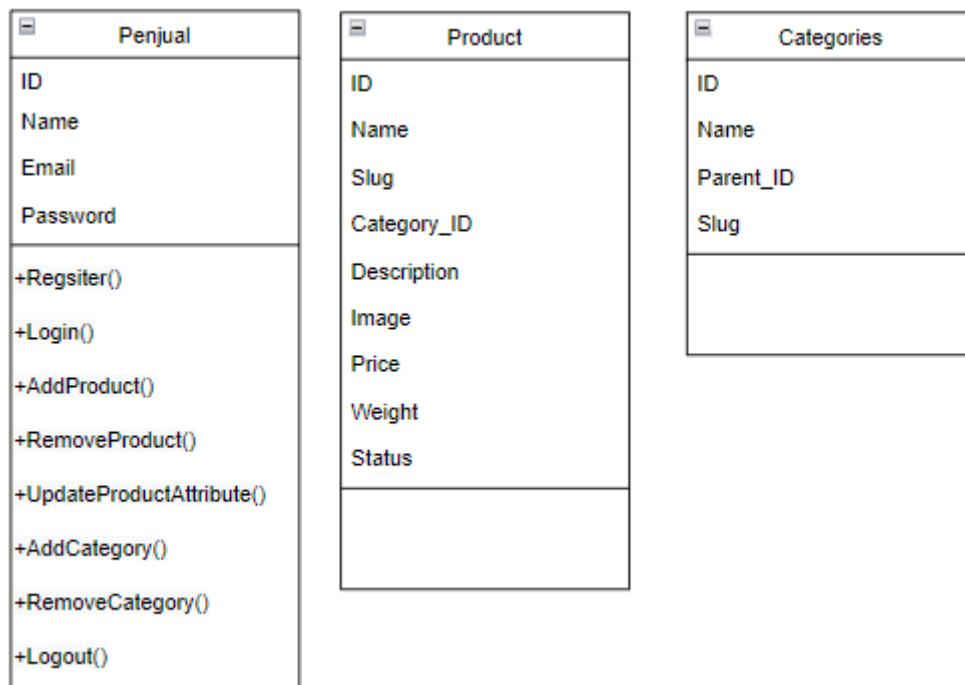 Penjual
ID
Name
Email
Password
+Regsiter()
+Login()
+AddProduct()
+RemoveProduct()
+UpdateProductAttribute()
+AddCategory()
+RemoveCategory()
+Logout()
Product
ID
Name
Slug
Category_ID
Description
Image
Price
Weight
Status
Categories
ID
Name
Parent_ID
Slug